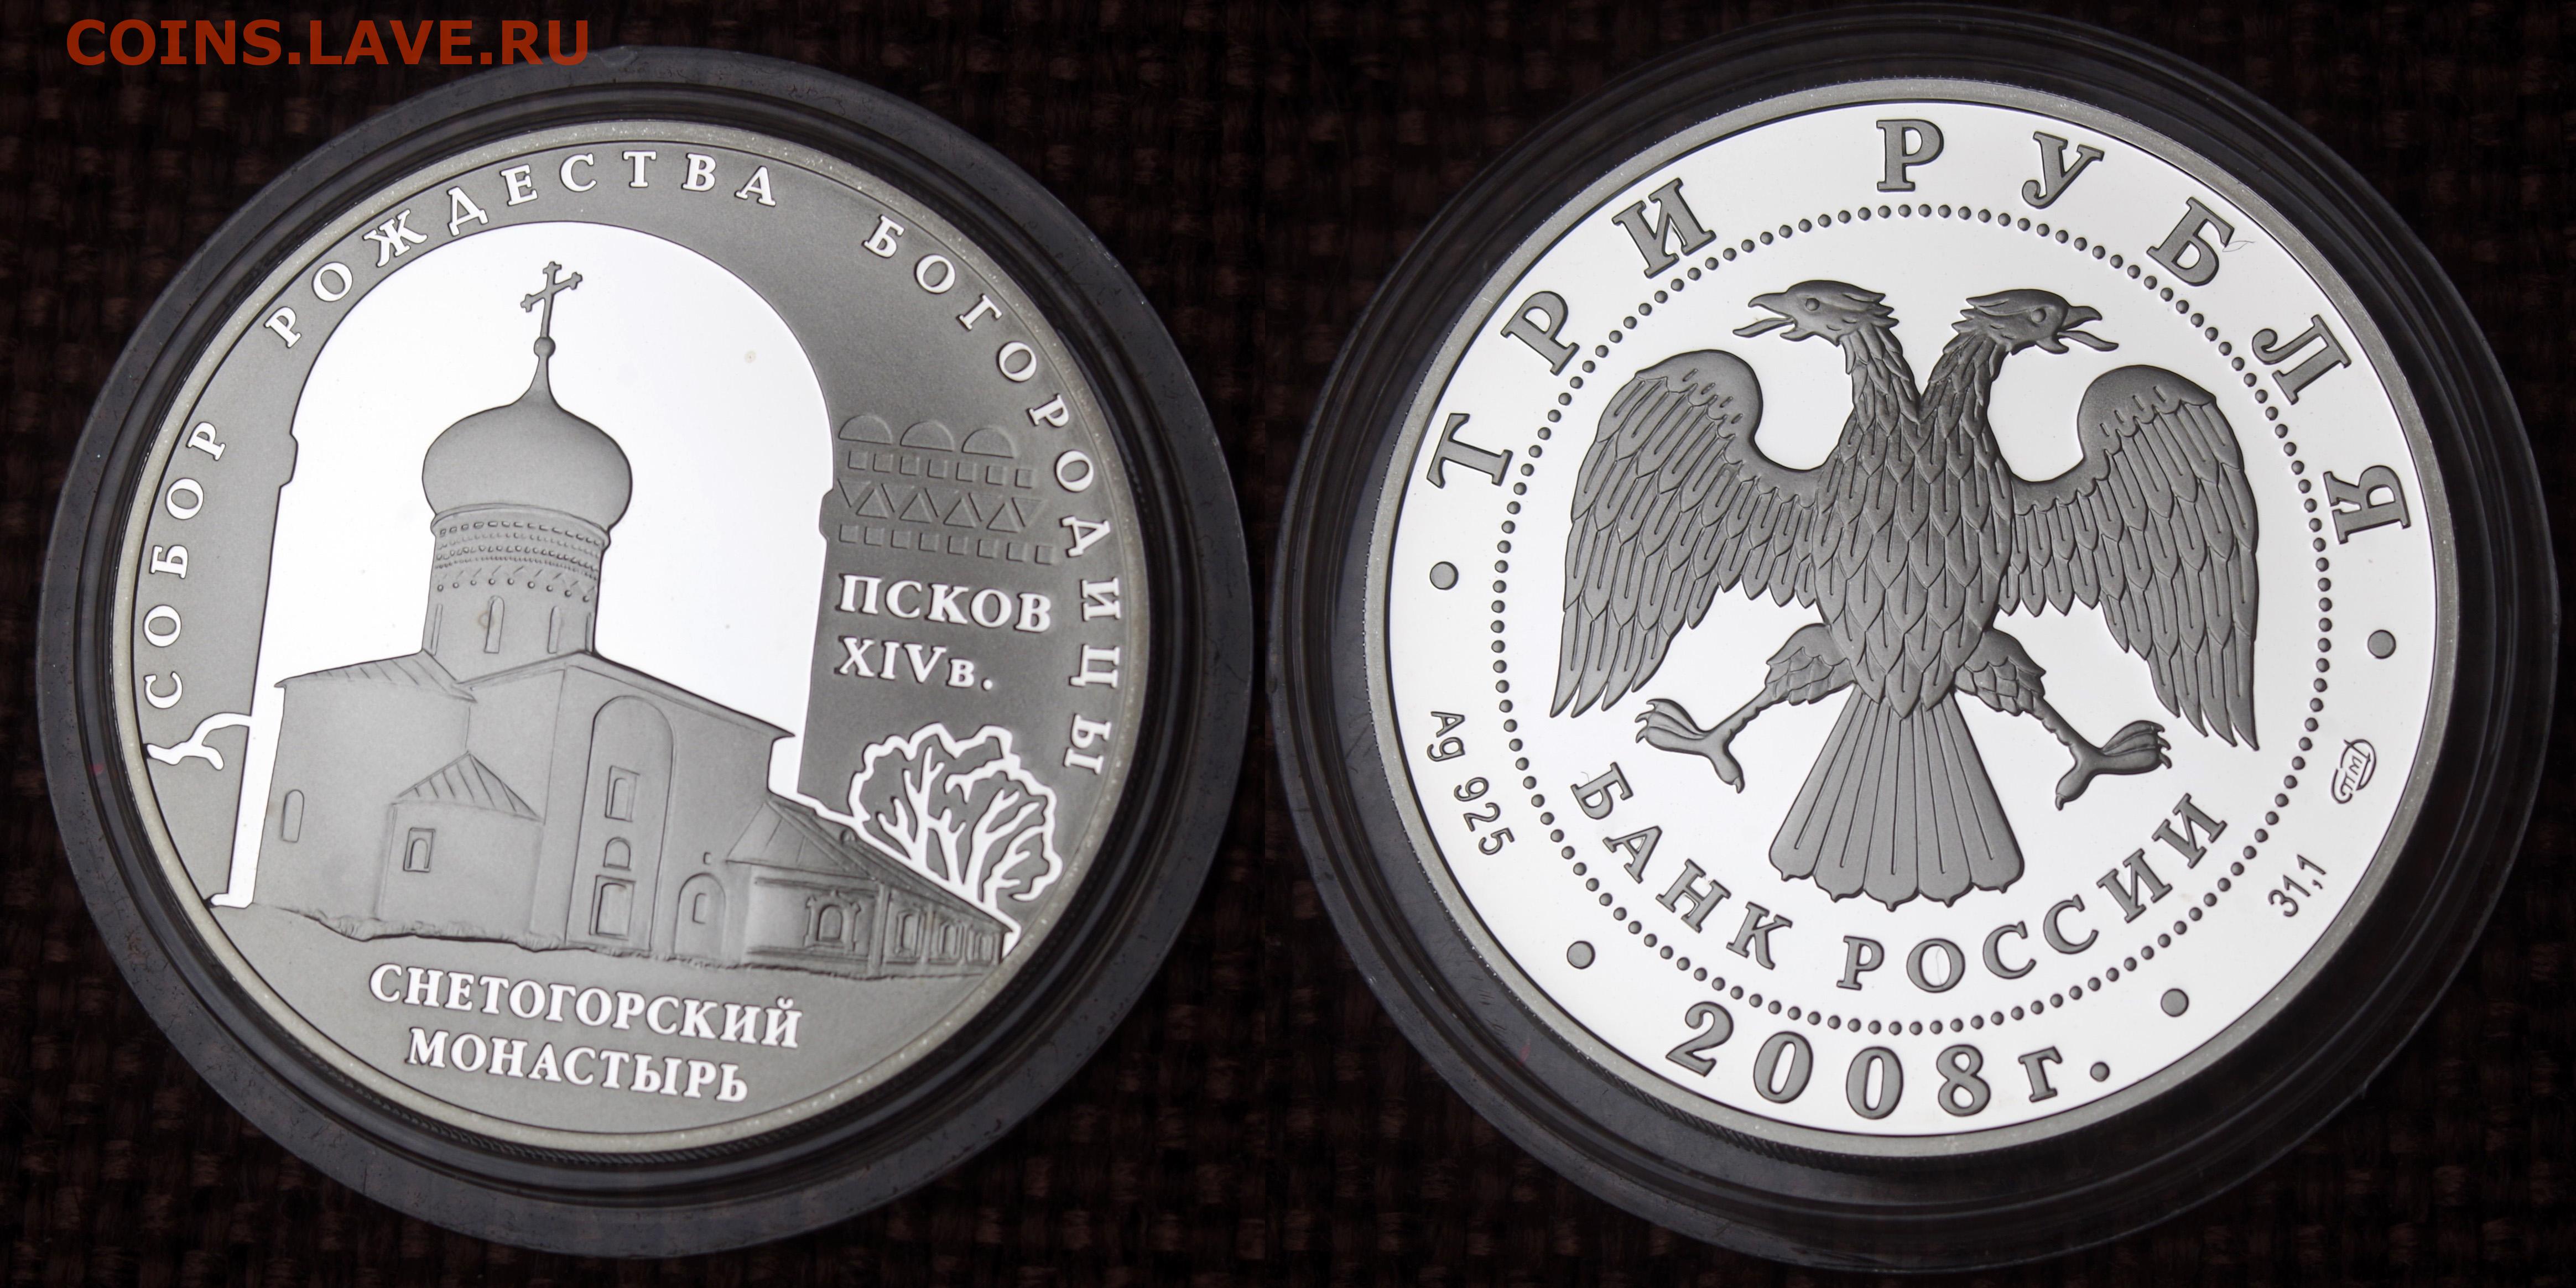 COINS.LAVE.RU
СОБОР РОЖДЕСТВА БОГОРОДИЦЫ
ПСКОВ
XIVв.
СНЕТОГОРСКИЙ
МОНАСТЫРЬ
• ТРИ РУБЛЯ •
БАНК РОССИИ
Ag 925
31,1
СПМД
• 2008г. •